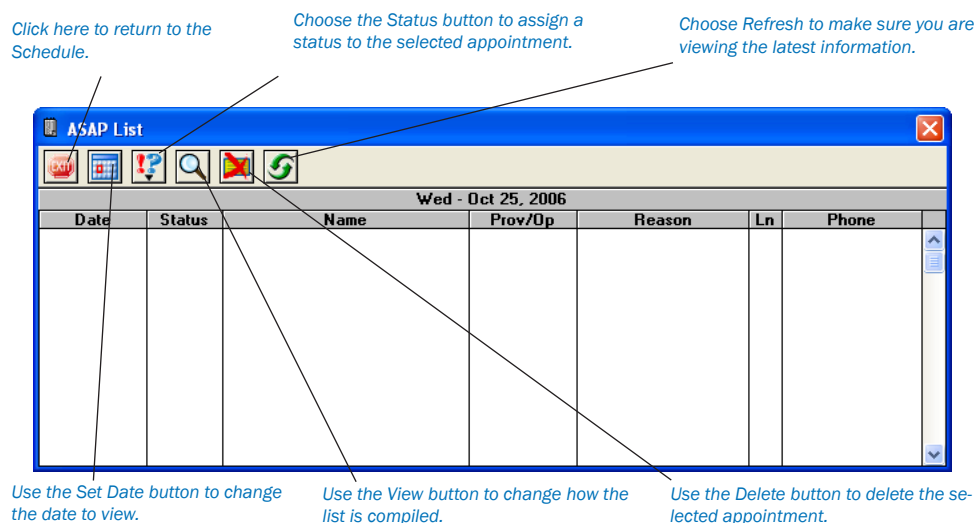 Click here to return to the
Schedule.
Choose the Status button to assign a
status to the selected appointment.
Choose Refresh to make sure you are
viewing the latest information.
ASAP List
EXIT
Wed - Oct 25, 2006
Date Status Name Prov/Op Reason Ln Phone
Use the Set Date button to change
the date to view.
Use the View button to change how the
list is compiled.
Use the Delete button to delete the se-
lected appointment.